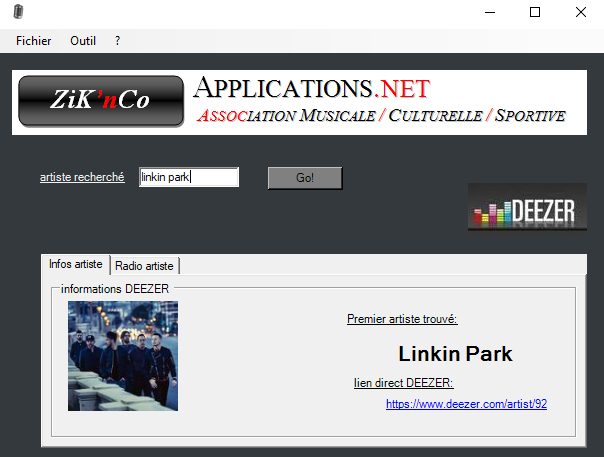 Fichier Outil ?
ZiK'nCo
APPLICATIONS.NET
ASSOCIATION MUSICALE / CULTURELLE / SPORTIVE
artiste recherché linkin park Go!
DEEZER
Infos artiste Radio artiste
informations DEEZER
Premier artiste trouvé:
Linkin Park
lien direct DEEZER:
https://www.deezer.com/artist/92